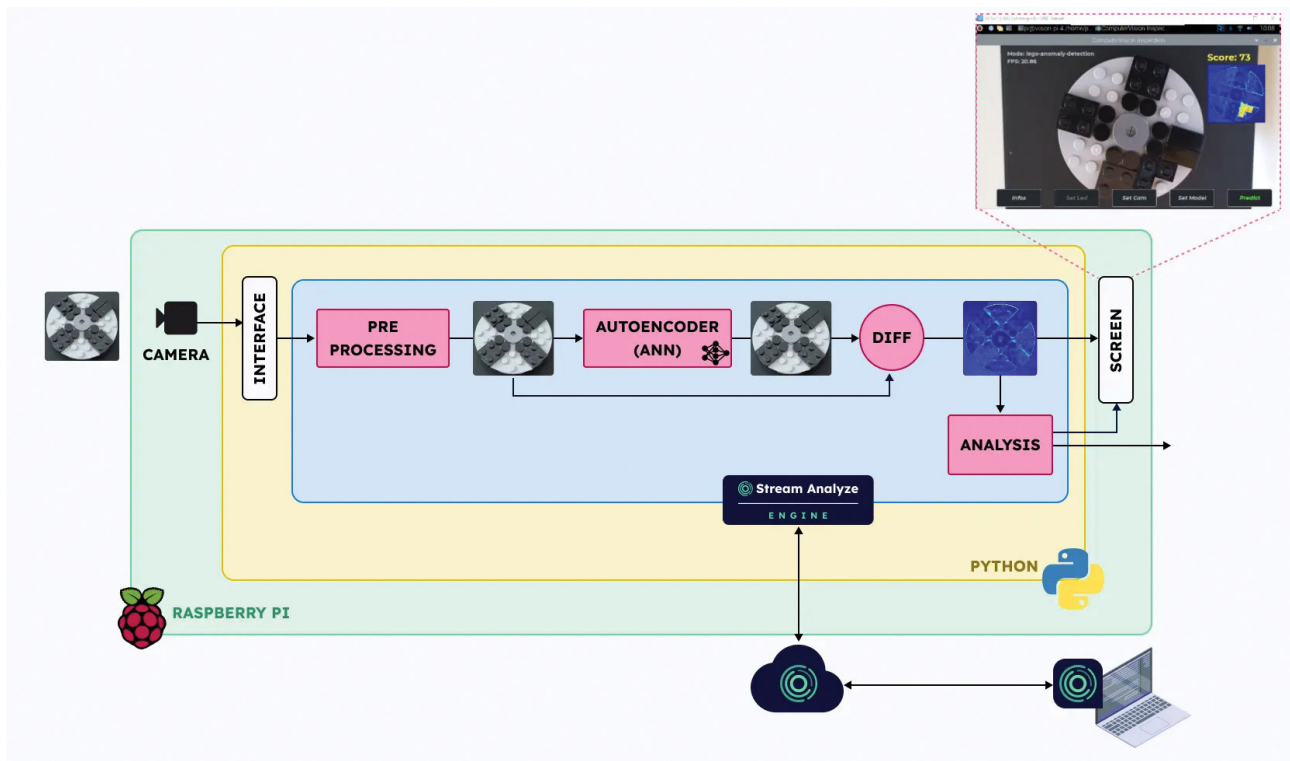 Mode: lego-anomaly-detection
FPS: 20.86
Score: 73
Infos
Set Led
Set Cam
Set Model
Predict
CAMERA
INTERFACE
PRE
PROCESSING
AUTOENCODER
(ANN)
DIFF
SCREEN
ANALYSIS
Stream Analyze
ENGINE
PYTHON
RASPBERRY PI